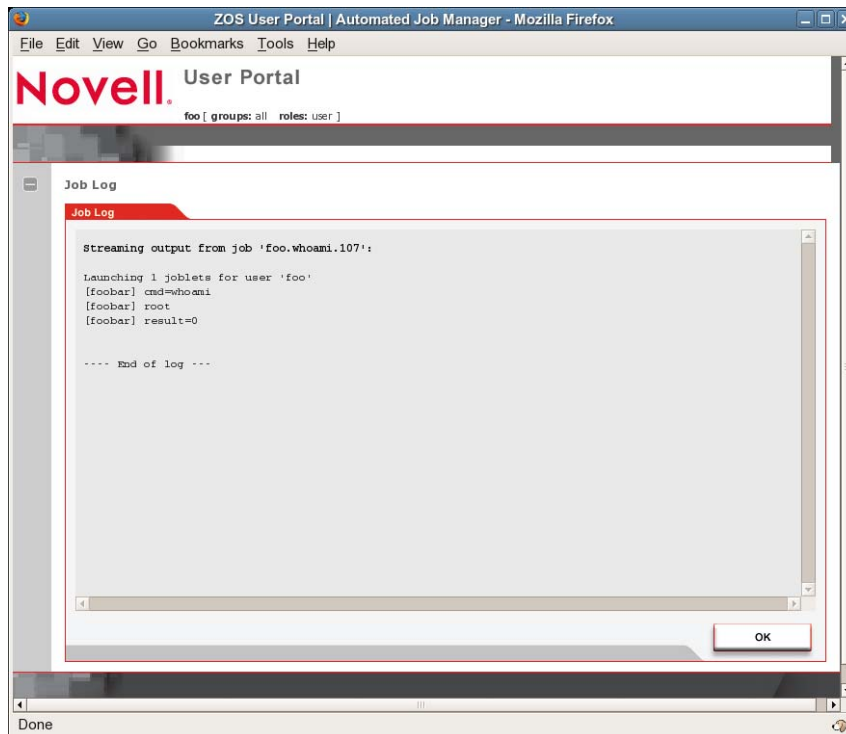 ZOS User Portal | Automated Job Manager - Mozilla Firefox
File Edit View Go Bookmarks Tools Help
Novell® User Portal
foo [ groups: all roles: user ]
Job Log
Job Log
Streaming output from job 'foo.whoami.107':
Launching 1 joblets for user 'foo'
[foobar] cmd=whoami
[foobar] root
[foobar] result=0
---- End of log ---
OK
Done